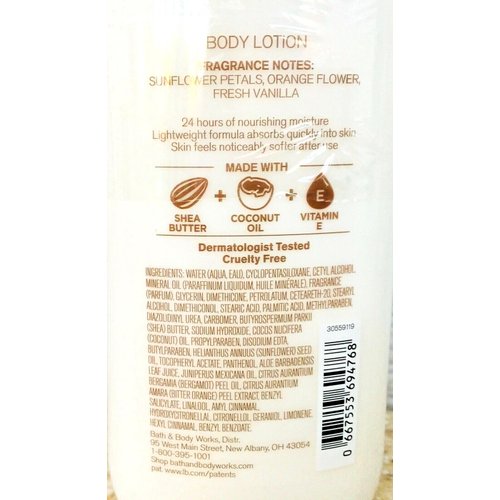 BODY LOTION
FRAGRANCE NOTES:
SUNFLOWER PETALS, ORANGE FLOWER,
FRESH VANILLA
24 hours of nourishing moisture
Lightweight formula absorbs quickly into skin
Skin feels noticeably softer after use
MADE WITH
+ + E
SHEA BUTTER COCONUT OIL VITAMIN E
Dermatologist Tested
Cruelty Free
INGREDIENTS: WATER (AQUA, EAU), CYCLOPENTASILOXANE, CETYL ALCOHOL,
MINERAL OIL (PARAFFINUM LIQUIDUM, HUILE MINÉRALE), FRAGRANCE
(PARFUM), GLYCERIN, DIMETHICONE, PETROLATUM, CETEARETH-20, STEARYL
ALCOHOL, DIMETHICONOL, STEARIC ACID, PALMITIC ACID, METHYLPARABEN,
DIAZOLIDINYL UREA, CARBOMER, BUTYROSPERMUM PARKII
(SHEA) BUTTER, SODIUM HYDROXIDE, COCOS NUCIFERA
(COCONUT) OIL, PROPYLPARABEN, DISODIUM EDTA,
BUTYLPARABEN, HELIANTHUS ANNUUS (SUNFLOWER) SEED
OIL, TOCOPHERYL ACETATE, PANTHENOL, ALOE BARBADENSIS
LEAF JUICE, JUNIPERUS MEXICANA OIL, CITRUS AURANTIUM
BERGAMIA (BERGAMOT) PEEL OIL, CITRUS AURANTIUM
AMARA (BITTER ORANGE) PEEL EXTRACT, BENZYL
SALICYLATE, LINALOOL, AMYL CINNAMAL,
HYDROXYCITRONELLAL, CITRONELLOL, GERANIOL, LIMONENE,
HEXYL CINNAMAL, BENZYL BENZOATE.
Bath & Body Works, Distr.
95 West Main Street, New Albany, OH 43054
1-800-395-1001
Shop bathandbodyworks.com
pat. www.lb.com/patents
30559119
0 667553 694768